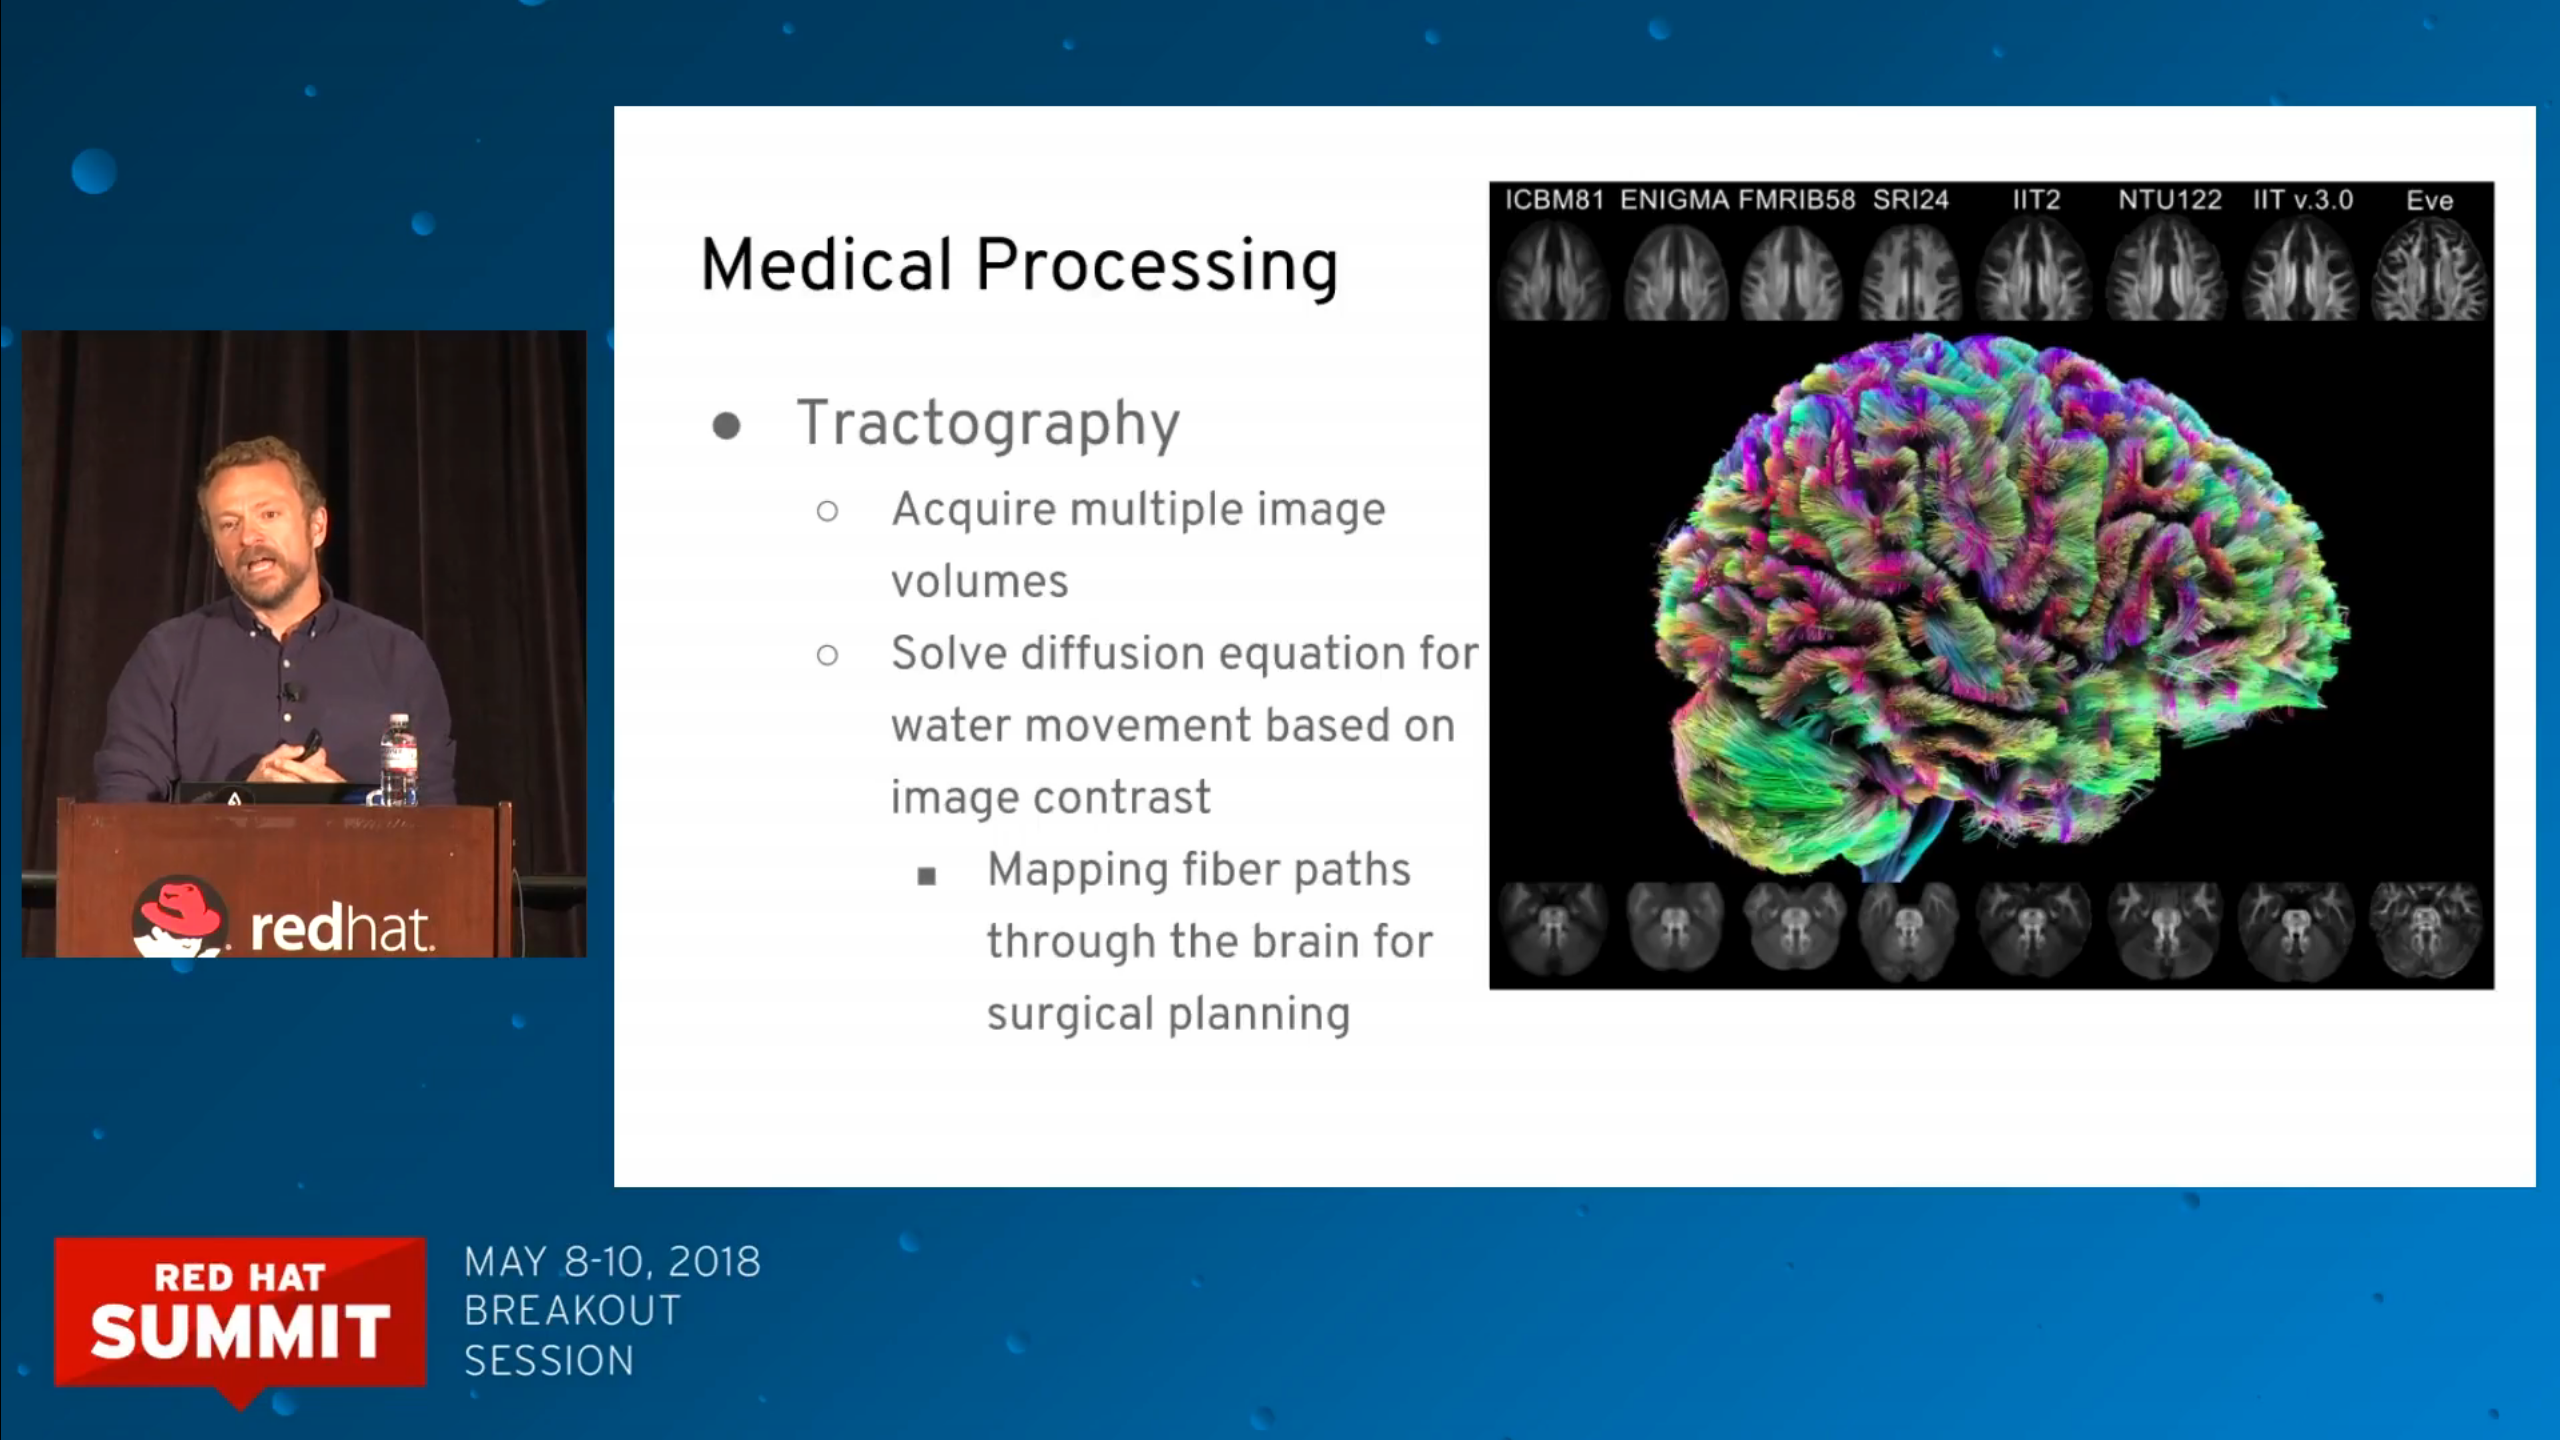 Medical Processing
● Tractography
○ Acquire multiple image
volumes
○ Solve diffusion equation for
water movement based on
image contrast
■ Mapping fiber paths
through the brain for
surgical planning
ICBM81 ENIGMA FMRIB58 SRI24 IIT2 NTU122 IIT v.3.0 Eve
redhat.
RED HAT
SUMMIT
MAY 8-10, 2018
BREAKOUT
SESSION